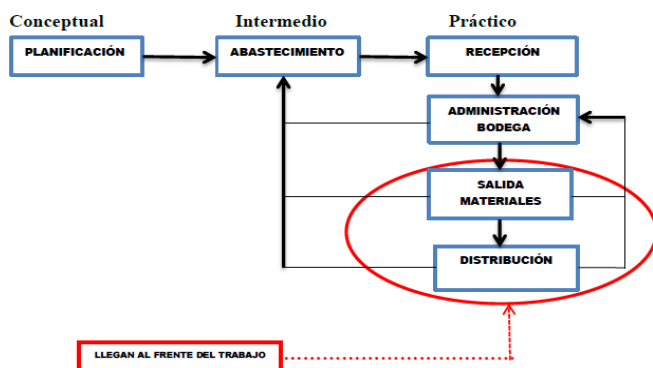 Conceptual
Intermedio
Práctico
PLANIFICACIÓN
ABASTECIMIENTO
RECEPCIÓN
ADMINISTRACIÓN
BODEGA
SALIDA
MATERIALES
DISTRIBUCIÓN
LLEGAN AL FRENTE DEL TRABAJO